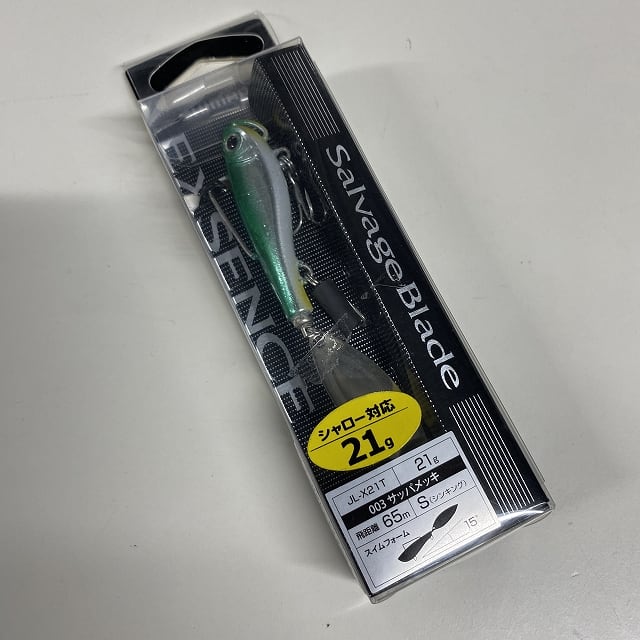 EXSENCE
Salvage Blade
シャロー対応
21g
JL-X21T 21g
003 サッパメッキ
飛距離 65m S(シンキング)
スイムフォーム 15°